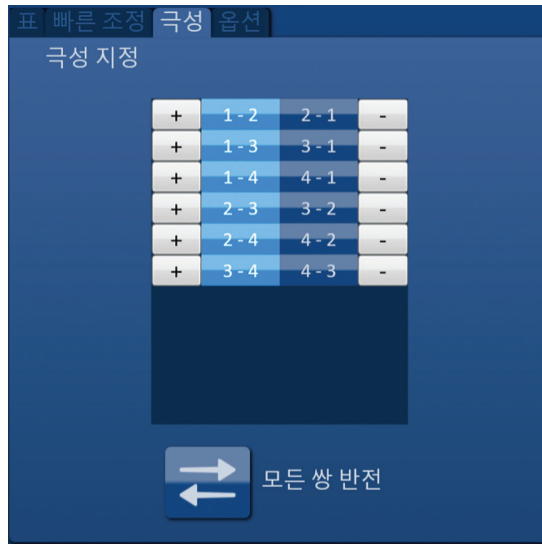 표 빠른 조정 극성 옵션
극성 지정
+ 1 - 2 2 - 1 -
+ 1 - 3 3 - 1 -
+ 1 - 4 4 - 1 -
+ 2 - 3 3 - 2 -
+ 2 - 4 4 - 2 -
+ 3 - 4 4 - 3 -
모든 쌍 반전